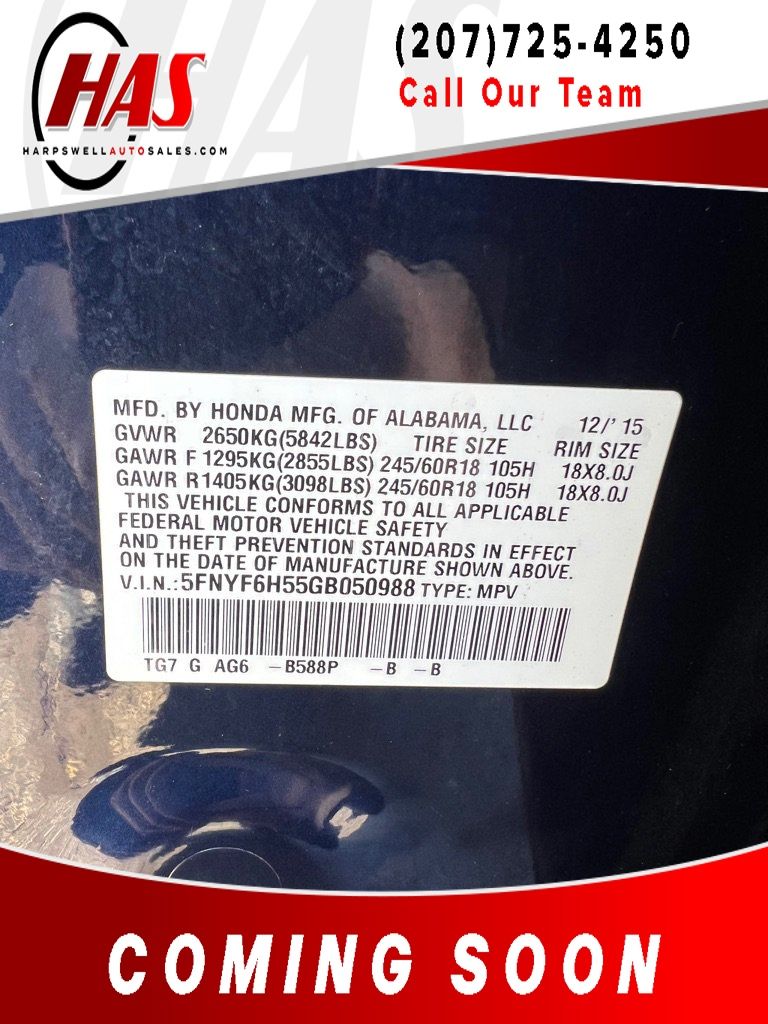 HAS
HARPSWELLAUTOSALES.COM
(207)725-4250
Call Our Team
MFD. BY HONDA MFG. OF ALABAMA, LLC 12/'15
GVWR 2650KG(5842LBS) TIRE SIZE RIM SIZE
GAWR F 1295KG(2855LBS) 245/60R18 105H 18X8.0J
GAWR R1405KG(3098LBS) 245/60R18 105H 18X8.0J
THIS VEHICLE CONFORMS TO ALL APPLICABLE
FEDERAL MOTOR VEHICLE SAFETY
AND THEFT PREVENTION STANDARDS IN EFFECT
ON THE DATE OF MANUFACTURE SHOWN ABOVE.
V.I.N.:5FNYF6H55GB050988 TYPE: MPV
TG7 G AG6 –B588P –B –B
COMING SOON